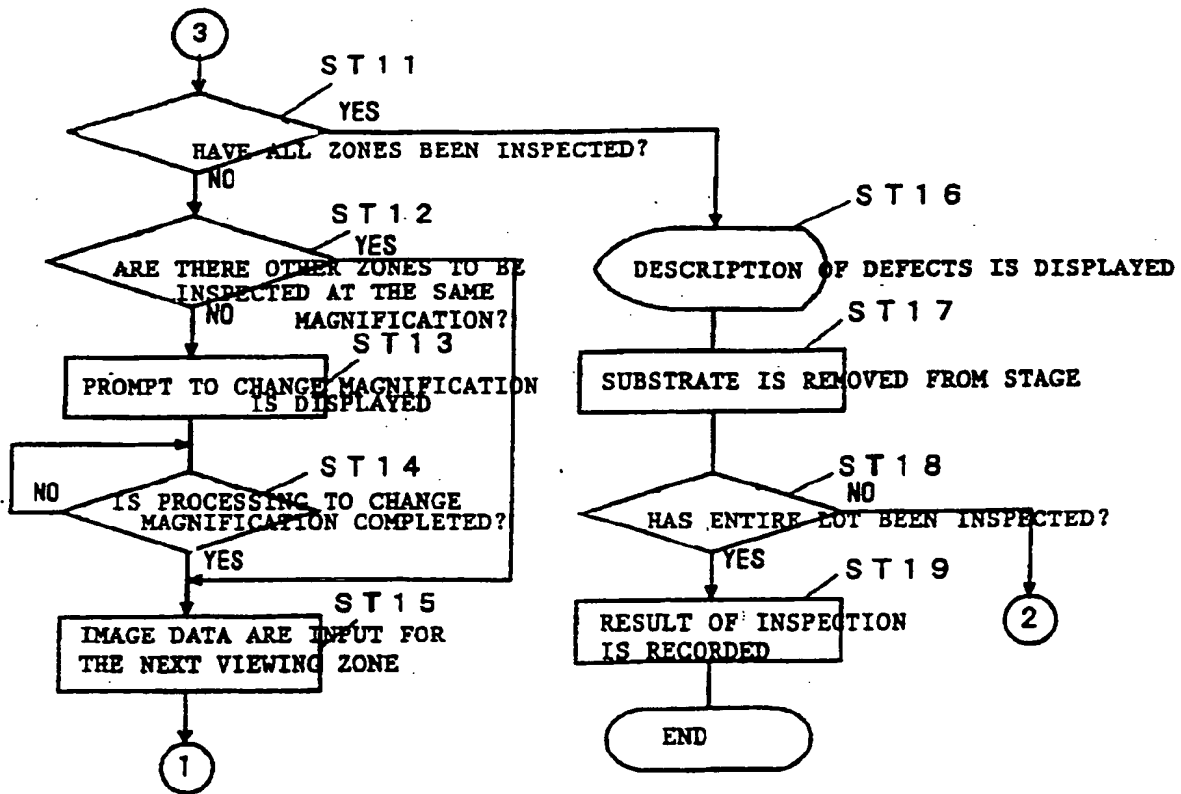 3
ST11
YES
HAVE ALL ZONES BEEN INSPECTED?
NO
ST12
YES
ARE THERE OTHER ZONES TO BE
INSPECTED AT THE SAME
MAGNIFICATION?
NO
ST13
PROMPT TO CHANGE MAGNIFICATION
IS DISPLAYED
ST14
NO
IS PROCESSING TO CHANGE
MAGNIFICATION COMPLETED?
YES
ST15
IMAGE DATA ARE INPUT FOR
THE NEXT VIEWING ZONE
1
ST16
DESCRIPTION OF DEFECTS IS DISPLAYED
ST17
SUBSTRATE IS REMOVED FROM STAGE
ST18
NO
HAS ENTIRE LOT BEEN INSPECTED?
YES
2
ST19
RESULT OF INSPECTION
IS RECORDED
END